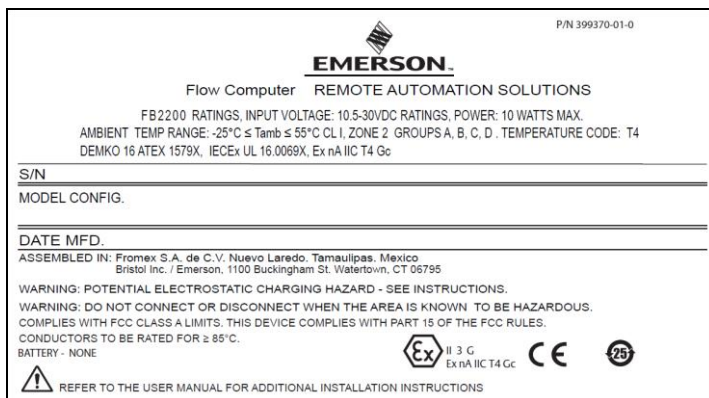 P/N 399370-01-0
EMERSON™
Flow Computer REMOTE AUTOMATION SOLUTIONS
FB2200 RATINGS, INPUT VOLTAGE: 10.5-30VDC RATINGS, POWER: 10 WATTS MAX.
AMBIENT TEMP RANGE: -25°C ≤ Tamb ≤ 55°C CL I, ZONE 2 GROUPS A, B, C, D . TEMPERATURE CODE: T4
DEMKO 16 ATEX 1579X, IECEx UL 16.0069X, Ex nA IIC T4 Gc
S/N
MODEL CONFIG.
DATE MFD.
ASSEMBLED IN: Fromex S.A. de C.V. Nuevo Laredo. Tamaulipas. Mexico
Bristol Inc. / Emerson, 1100 Buckingham St. Watertown, CT 06795
WARNING: POTENTIAL ELECTROSTATIC CHARGING HAZARD - SEE INSTRUCTIONS.
WARNING: DO NOT CONNECT OR DISCONNECT WHEN THE AREA IS KNOWN TO BE HAZARDOUS.
COMPLIES WITH FCC CLASS A LIMITS. THIS DEVICE COMPLIES WITH PART 15 OF THE FCC RULES.
CONDUCTORS TO BE RATED FOR ≥ 85°C.
BATTERY - NONE
Ex II 3 G
Ex nA IIC T4 Gc
CE
25
REFER TO THE USER MANUAL FOR ADDITIONAL INSTALLATION INSTRUCTIONS